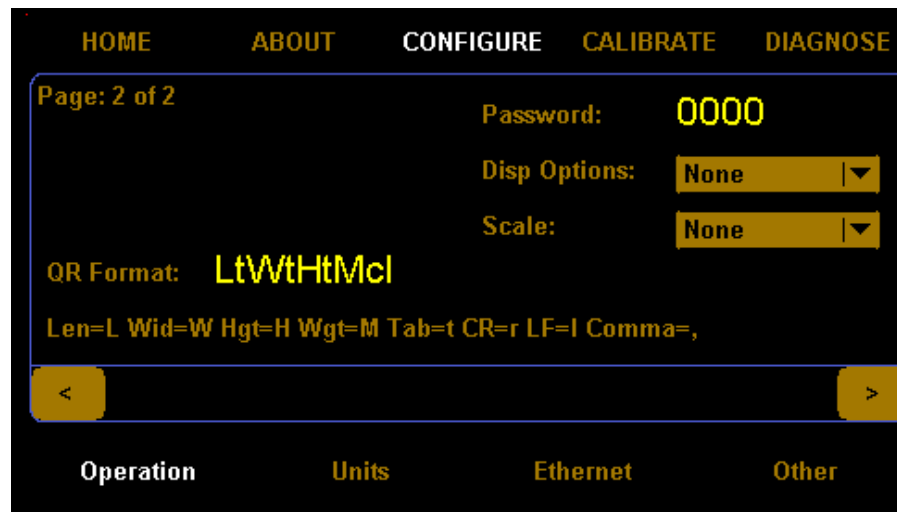 HOME ABOUT CONFIGURE CALIBRATE DIAGNOSE
Page: 2 of 2
Password: 0000
Disp Options: None
Scale: None
QR Format: LtWtHtMcl
Len=L Wid=W Hgt=H Wgt=M Tab=t CR=r LF=l Comma=,
< >
Operation Units Ethernet Other